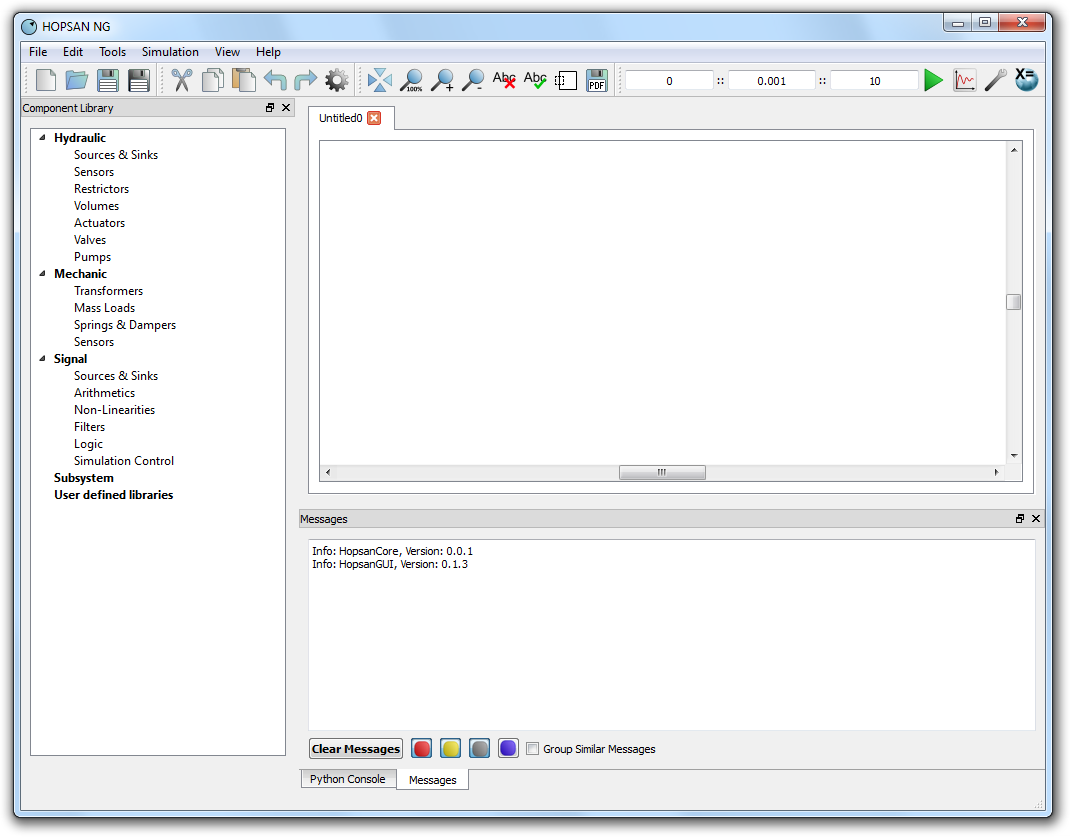 HOPSAN NG
File Edit Tools Simulation View Help
100% Abc Abc PDF 0 :: 0.001 :: 10 X=
Component Library
Untitled0
Hydraulic
Sources & Sinks
Sensors
Restrictors
Volumes
Actuators
Valves
Pumps
Mechanic
Transformers
Mass Loads
Springs & Dampers
Sensors
Signal
Sources & Sinks
Arithmetics
Non-Linearities
Filters
Logic
Simulation Control
Subsystem
User defined libraries
Messages
Info: HopsanCore, Version: 0.0.1
Info: HopsanGUI, Version: 0.1.3
Clear Messages Group Similar Messages
Python Console Messages